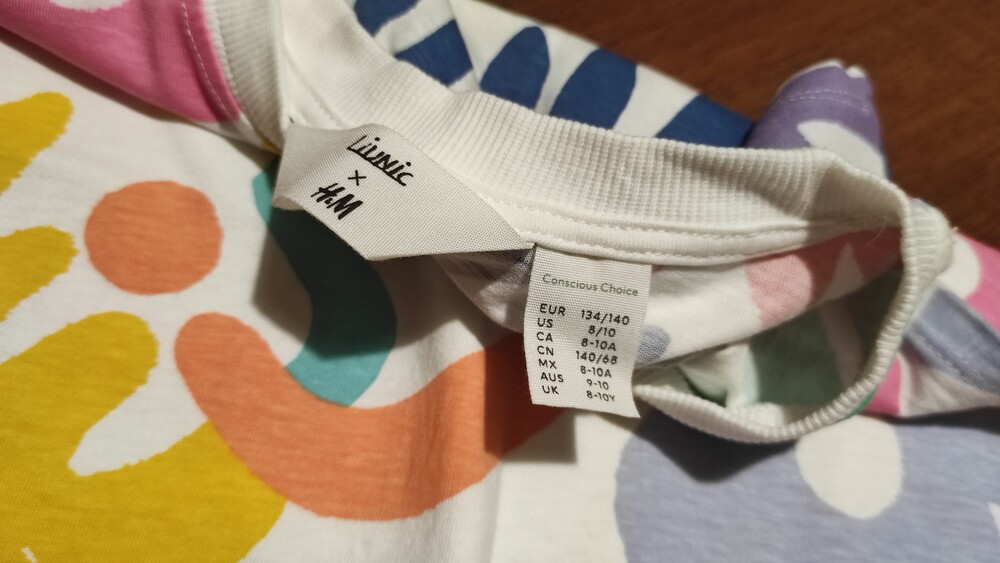 Liunic
×
H&M
Conscious Choice
EUR 134/140
US 8/10
CA 8-10A
CN 140/68
MX 8-10A
AUS 9-10
UK 8-10Y